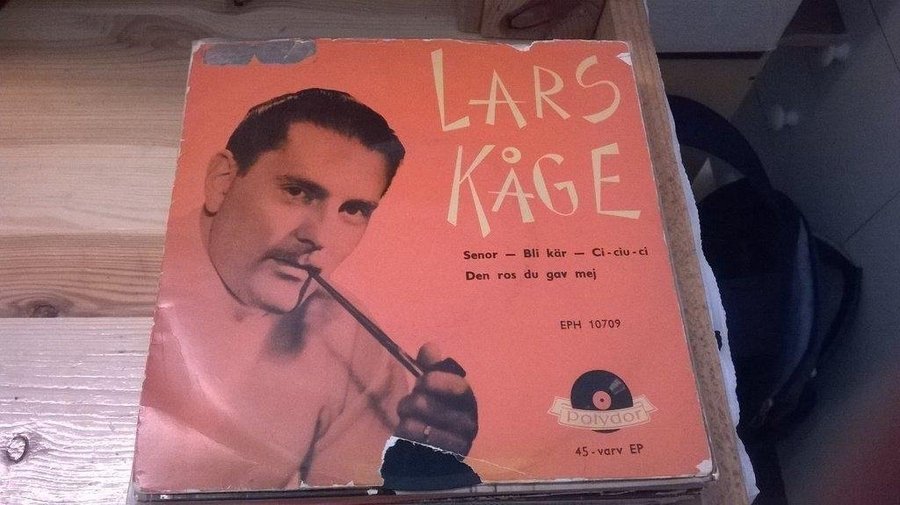 LARS
KÅGE
Senor – Bli kär – Ci-ciu-ci
Den ros du gav mej
EPH 10709
Polydor
45-varv EP